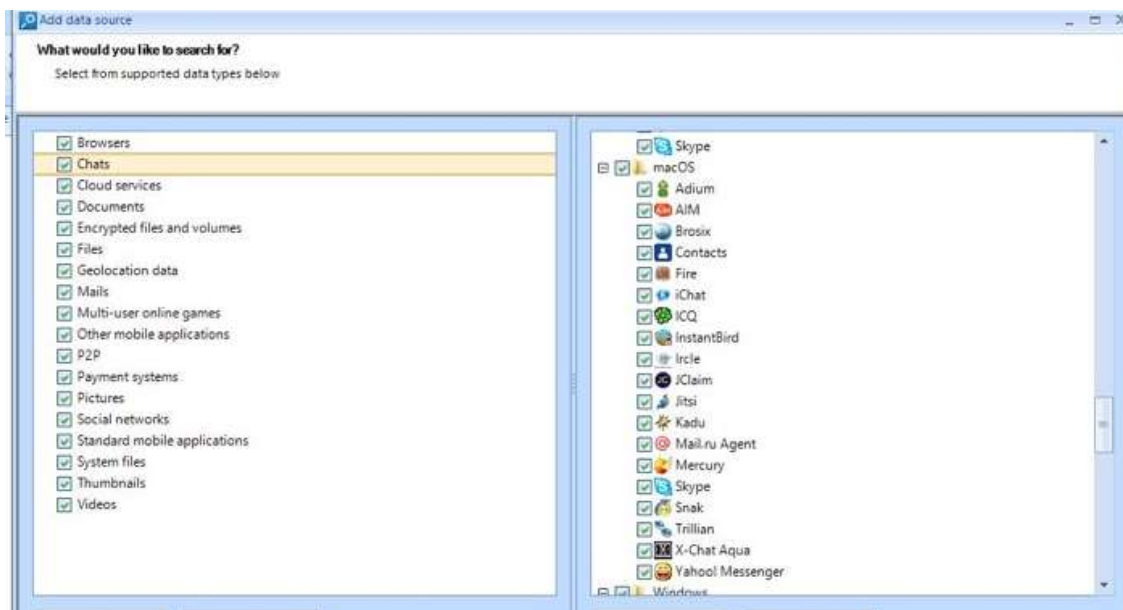 Add data source
What would you like to search for?
Select from supported data types below
Browsers
Chats
Cloud services
Documents
Encrypted files and volumes
Files
Geolocation data
Mails
Multi-user online games
Other mobile applications
P2P
Payment systems
Pictures
Social networks
Standard mobile applications
System files
Thumbnails
Videos
Skype
macOS
Adium
AIM
Brosix
Contacts
Fire
iChat
ICQ
InstantBird
Ircle
JClaim
Jitsi
Kadu
Mail.ru Agent
Mercury
Skype
Snak
Trillian
X-Chat Aqua
Yahoo! Messenger
Windows